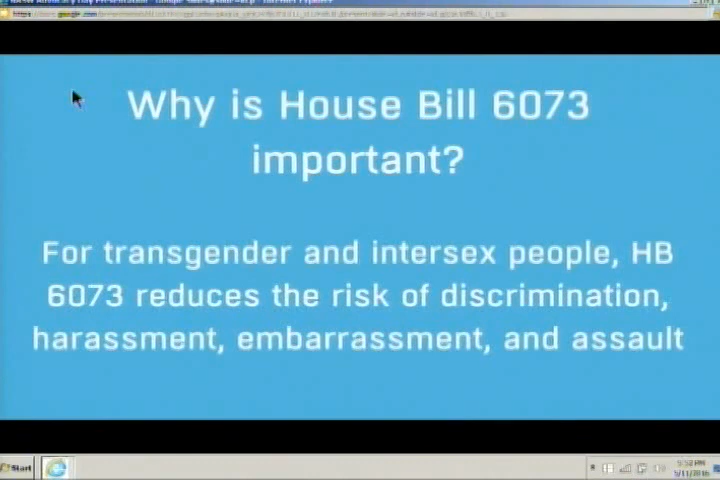 Why is House Bill 6073
important?
For transgender and intersex people, HB
6073 reduces the risk of discrimination,
harassment, embarrassment, and assault
Start